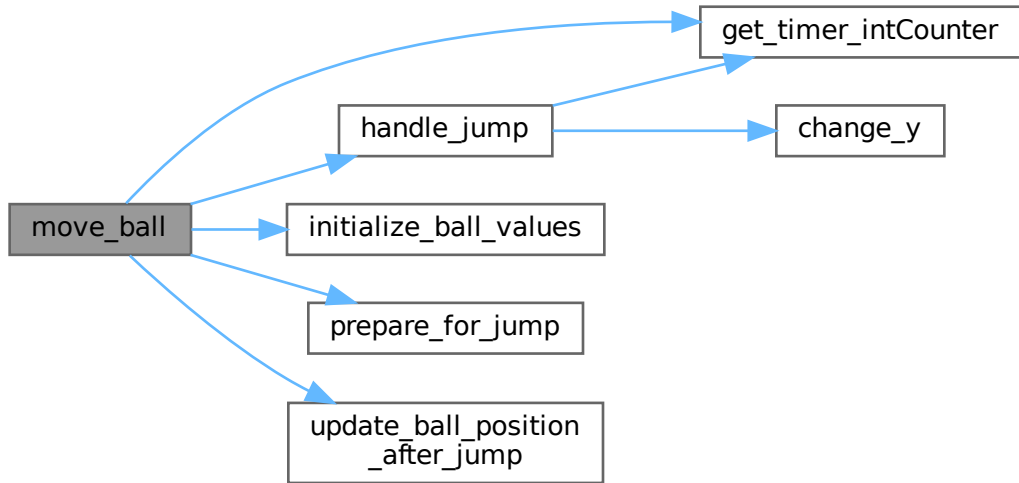 get_timer_intCounter
handle_jump
change_y
move_ball
initialize_ball_values
prepare_for_jump
update_ball_position
_after_jump